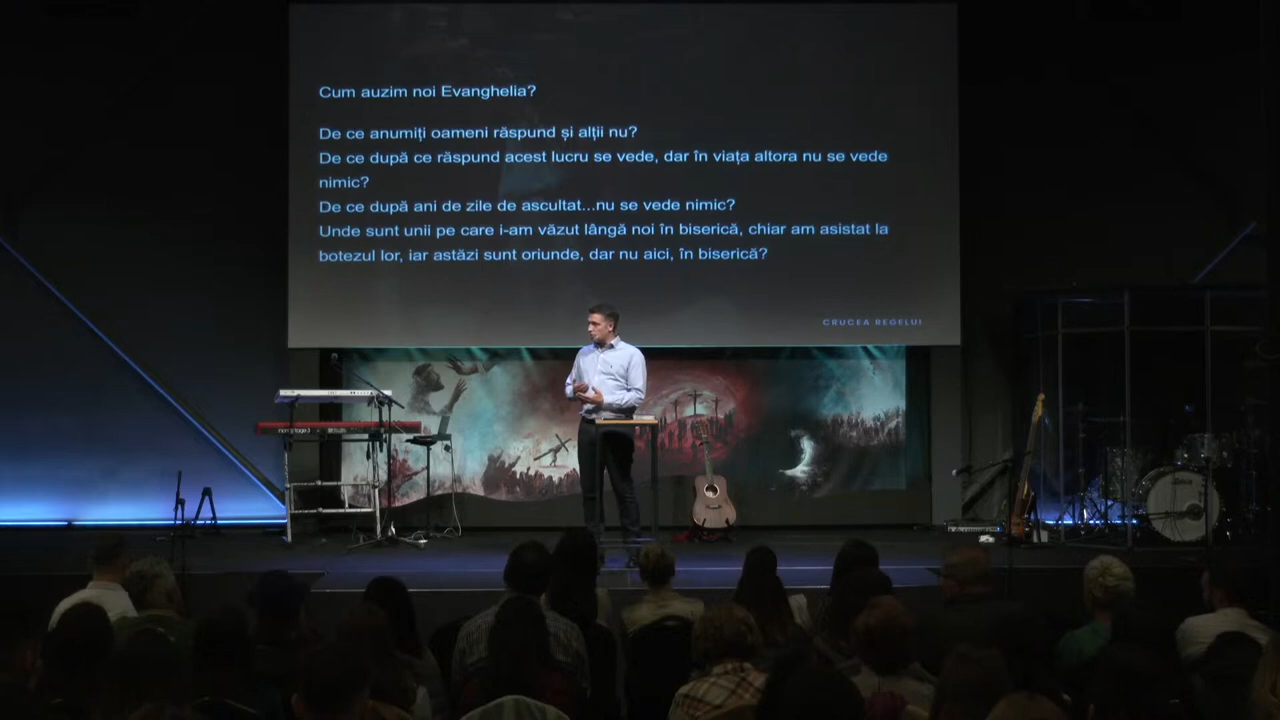 Cum auzim noi Evanghelia?
De ce anumiți oameni răspund și alții nu?
De ce după ce răspund acest lucru se vede, dar în viața altora nu se vede
nimic?
De ce după ani de zile de ascultat...nu se vede nimic?
Unde sunt unii pe care i-am văzut lângă noi în biserică, chiar am asistat la
botezul lor, iar astăzi sunt oriunde, dar nu aici, în biserică?
CRUCEA REGELUI